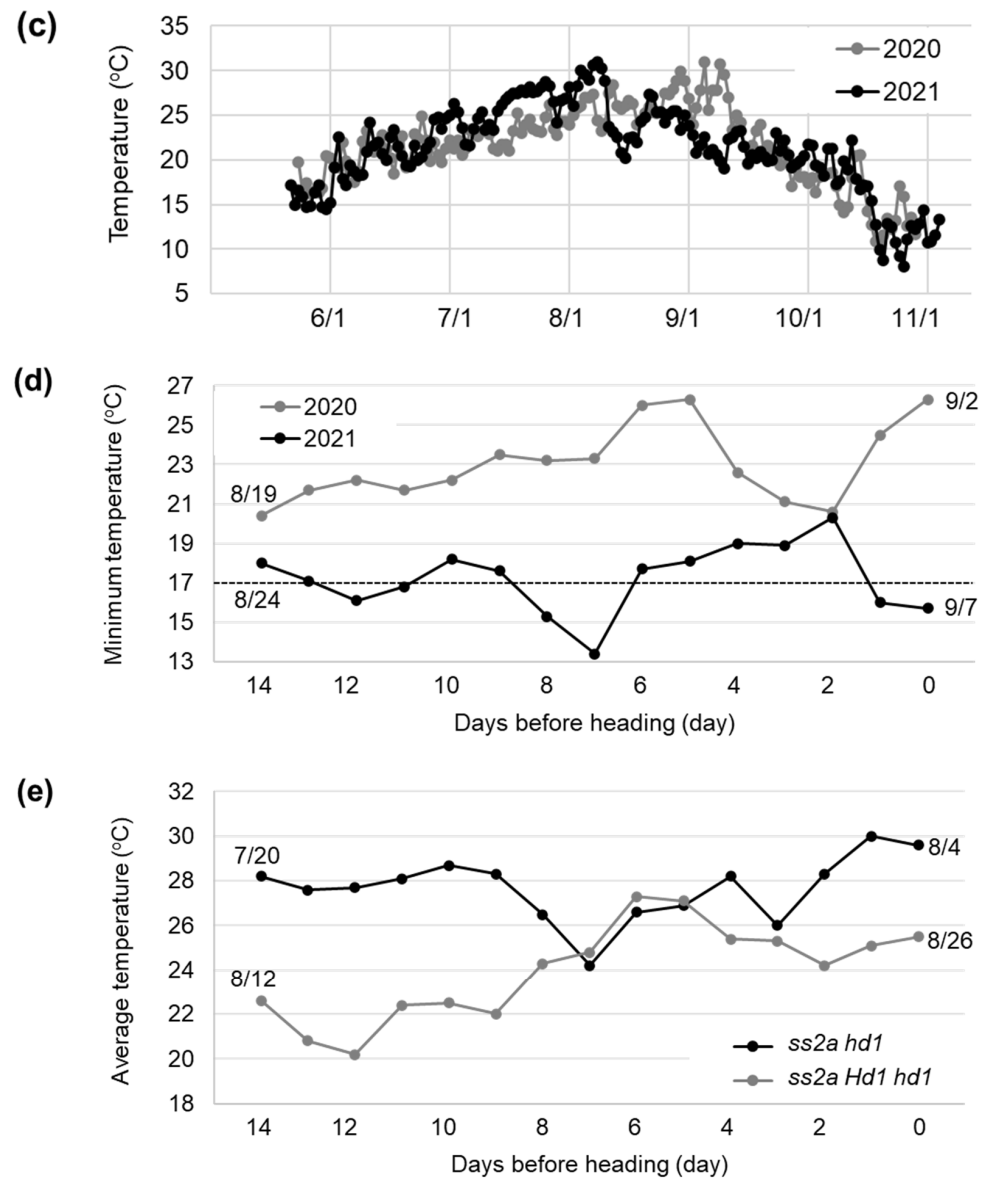 (c)
Temperature (°C)
35
30
25
20
15
10
5
2020
2021
6/1 7/1 8/1 9/1 10/1 11/1
(d)
Minimum temperature (°C)
27
25
23
21
19
17
15
13
2020
2021
8/19
9/2
8/24
9/7
14 12 10 8 6 4 2 0
Days before heading (day)
(e)
Average temperature (°C)
32
30
28
26
24
22
20
18
7/20
8/4
8/12
8/26
ss2a hd1
ss2a Hd1 hd1
14 12 10 8 6 4 2 0
Days before heading (day)